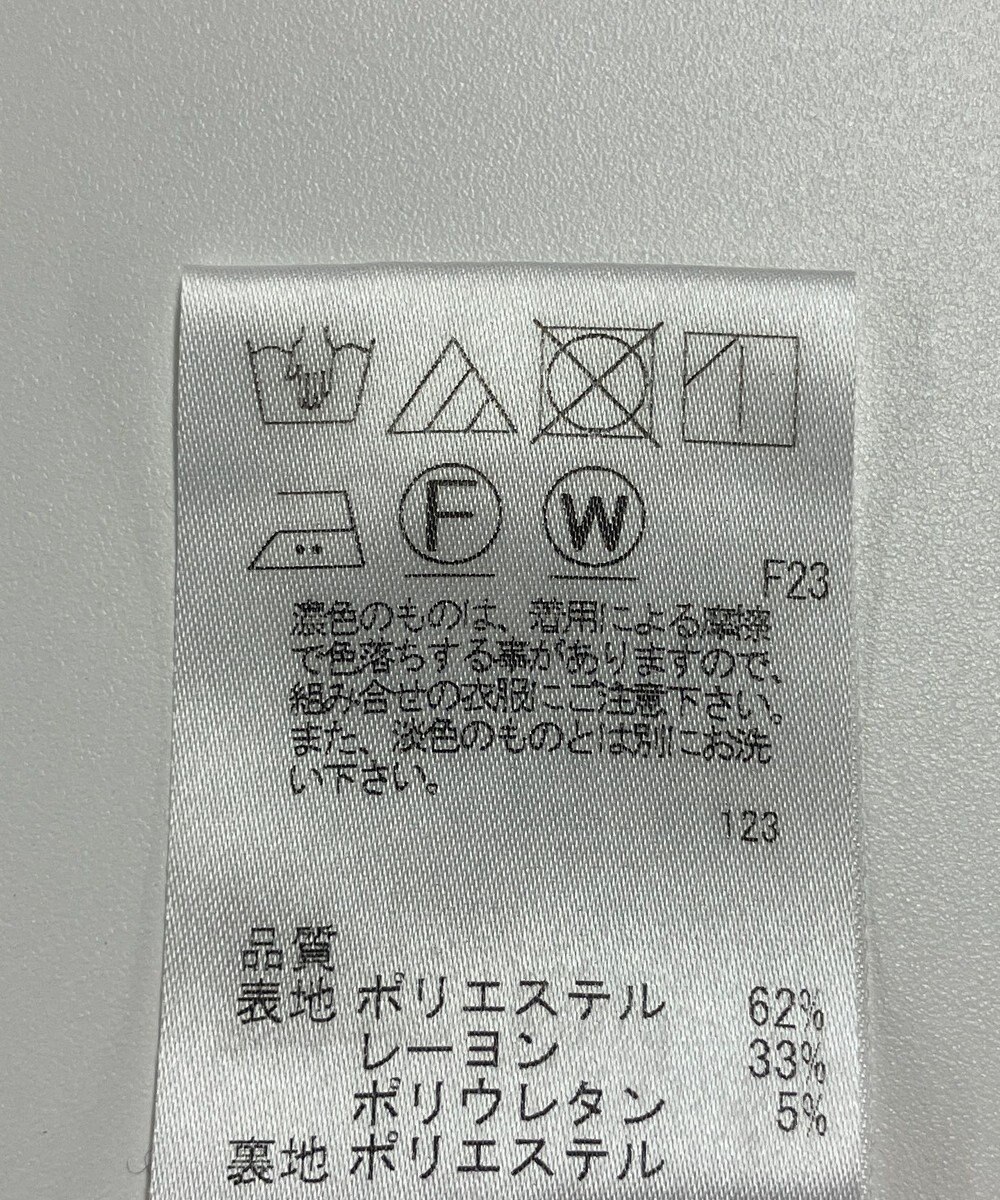 F W
F23
濃色のものは、着用による摩擦
で色落ちする事がありますので、
組み合せの衣服にご注意下さい。
また、淡色のものとは別にお洗
い下さい。
123
品質
表地 ポリエステル 62%
レーヨン 33%
ポリウレタン 5%
裏地 ポリエステル